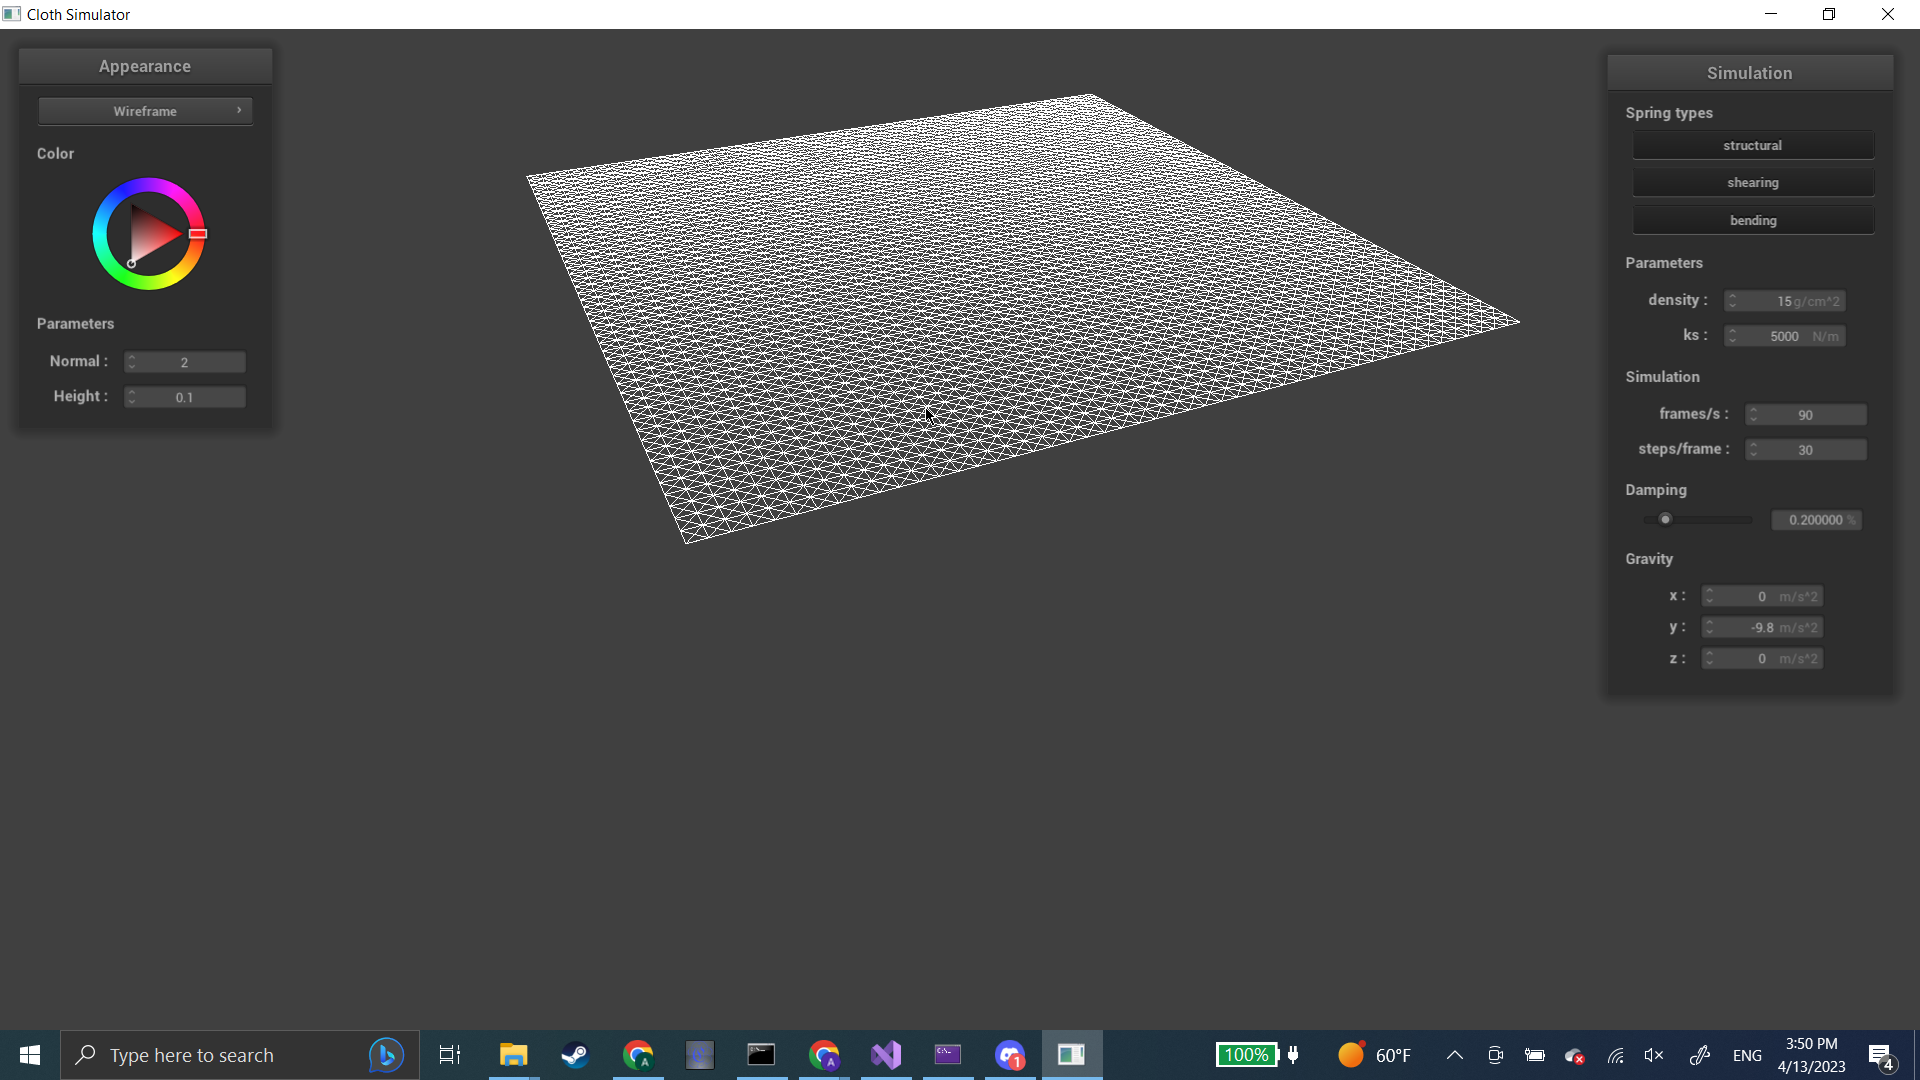 Cloth Simulator
Appearance
Wireframe
Color
Parameters
Normal : 2
Height : 0.1
Simulation
Spring types
structural
shearing
bending
Parameters
density : 15 g/cm^2
ks : 5000 N/m
Simulation
frames/s : 90
steps/frame : 30
Damping
0.200000 %
Gravity
x : 0 m/s^2
y : -9.8 m/s^2
z : 0 m/s^2
Type here to search
A
A
1
100%
60°F
ENG
3:50 PM
4/13/2023
4